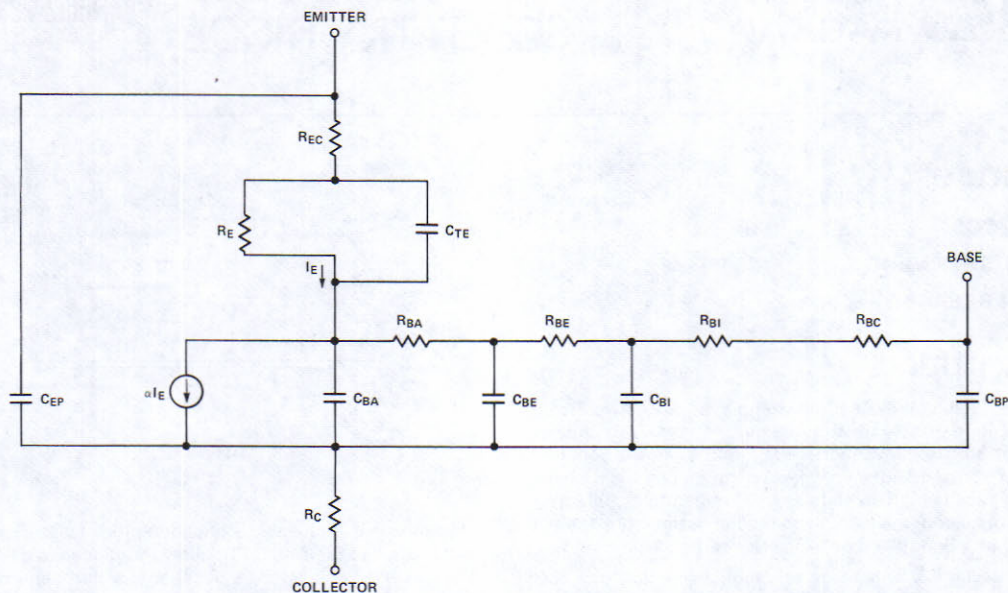 EMITTER
REC
RE
CTE
IE
BASE
RBA
RBE
RBI
RBC
CEP
αIE
CBA
CBE
CBI
CBP
RC
COLLECTOR